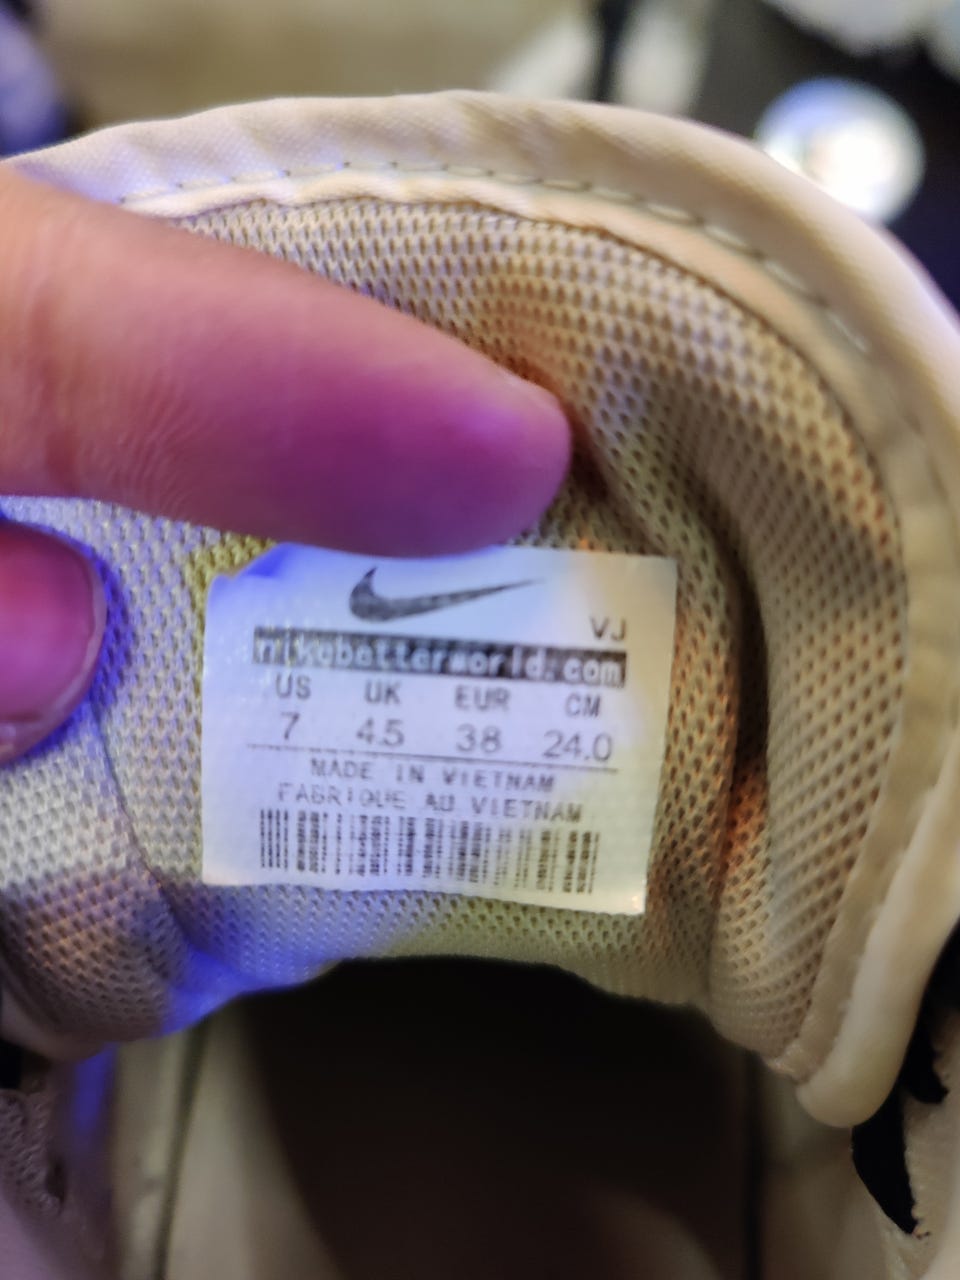 VJ
nikebetterworld.com
US UK EUR CM
7 4.5 38 24.0
MADE IN VIETNAM
FABRIQUE AU VIETNAM